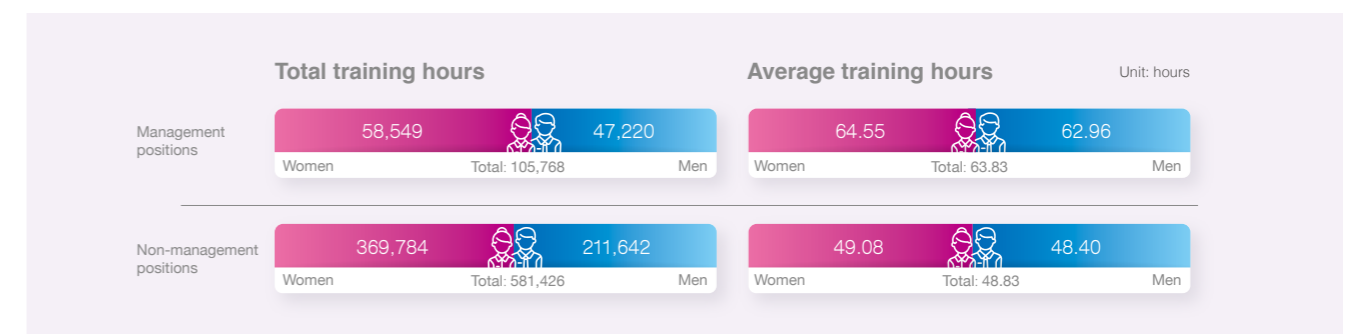 Total training hours
Average training hours
Unit: hours
Management
positions
58,549
47,220
Women
Total: 105,768
Men
64.55
62.96
Women
Total: 63.83
Men
Non-management
positions
369,784
211,642
Women
Total: 581,426
Men
49.08
48.40
Women
Total: 48.83
Men